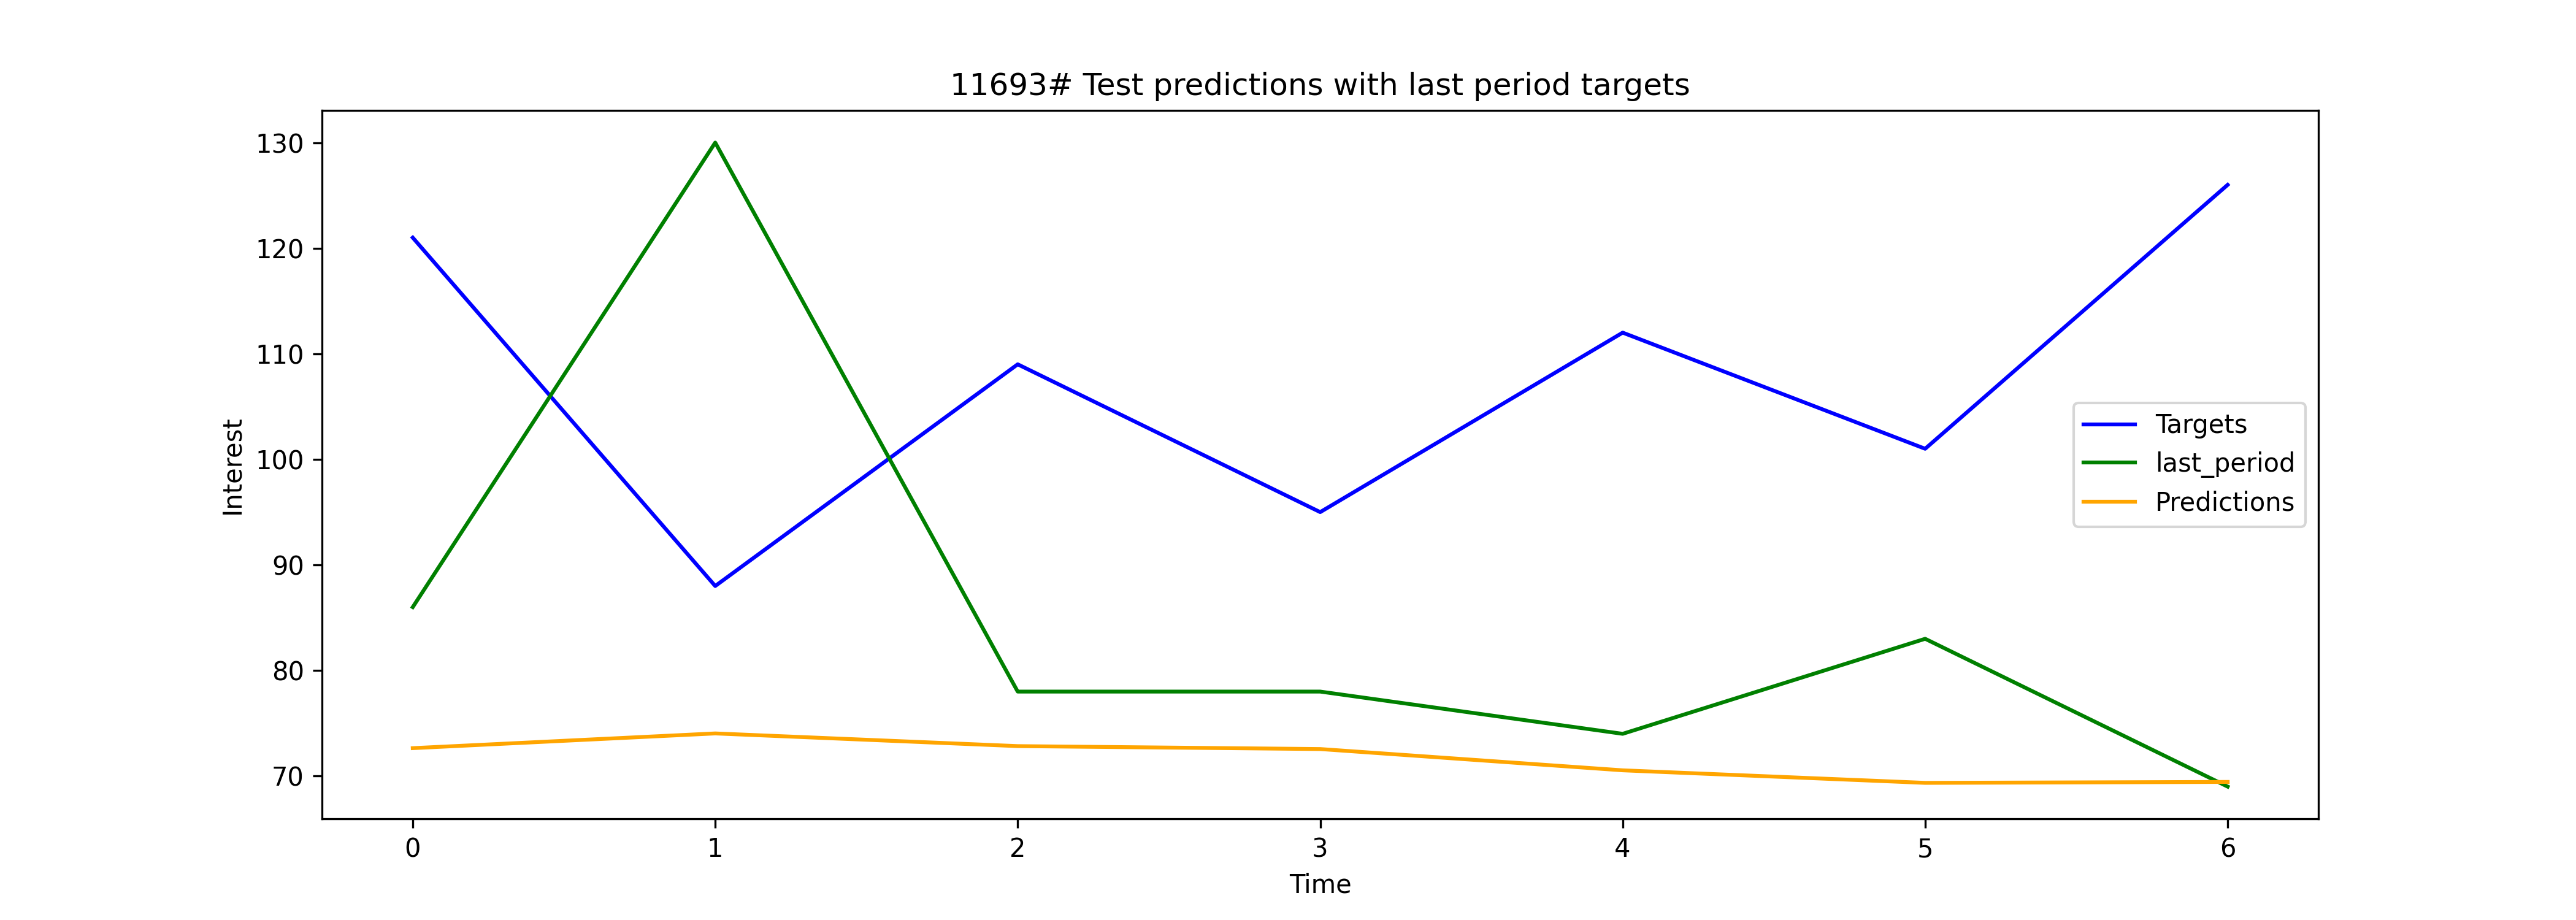 11693# Test predictions with last period targets
130
120
110
100
90
80
70
Interest
Targets
last_period
Predictions
0 1 2 3 4 5 6
Time